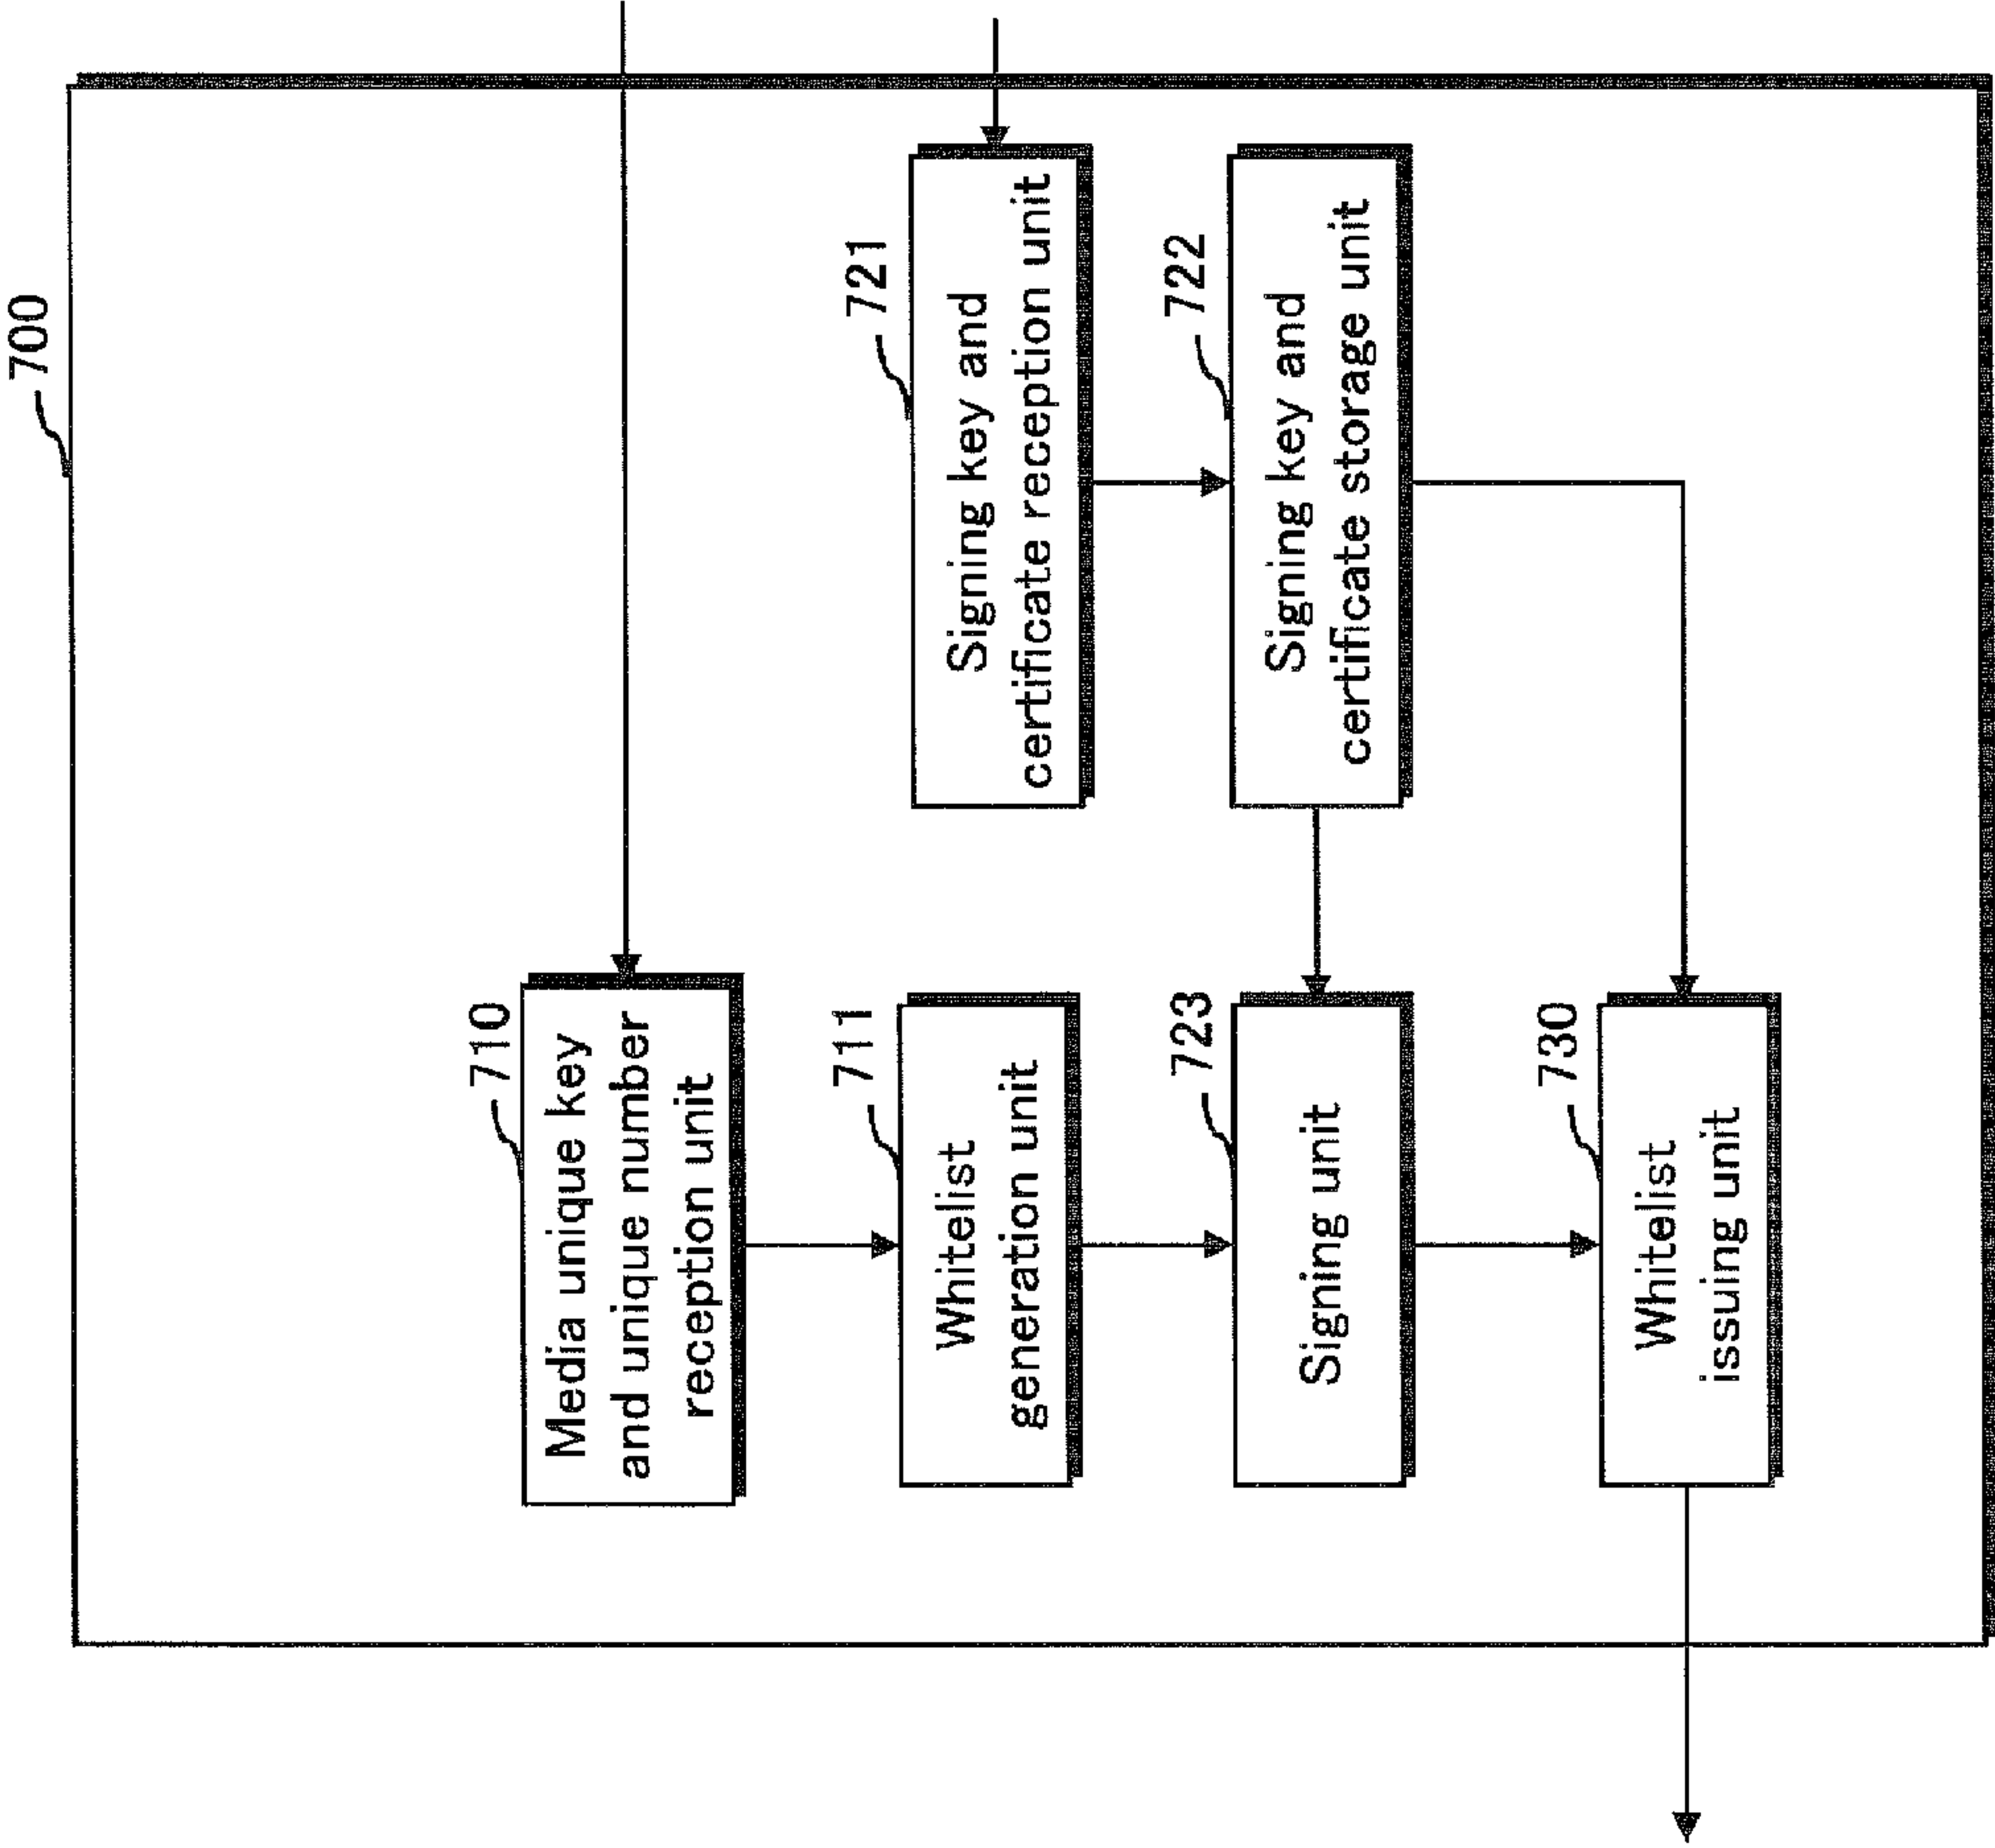 700
710
Media unique key
and unique number
reception unit
711
Whitelist
generation unit
721
Signing key and
certificate reception unit
722
Signing key and
certificate storage unit
723
Signing unit
730
Whitelist
issuing unit